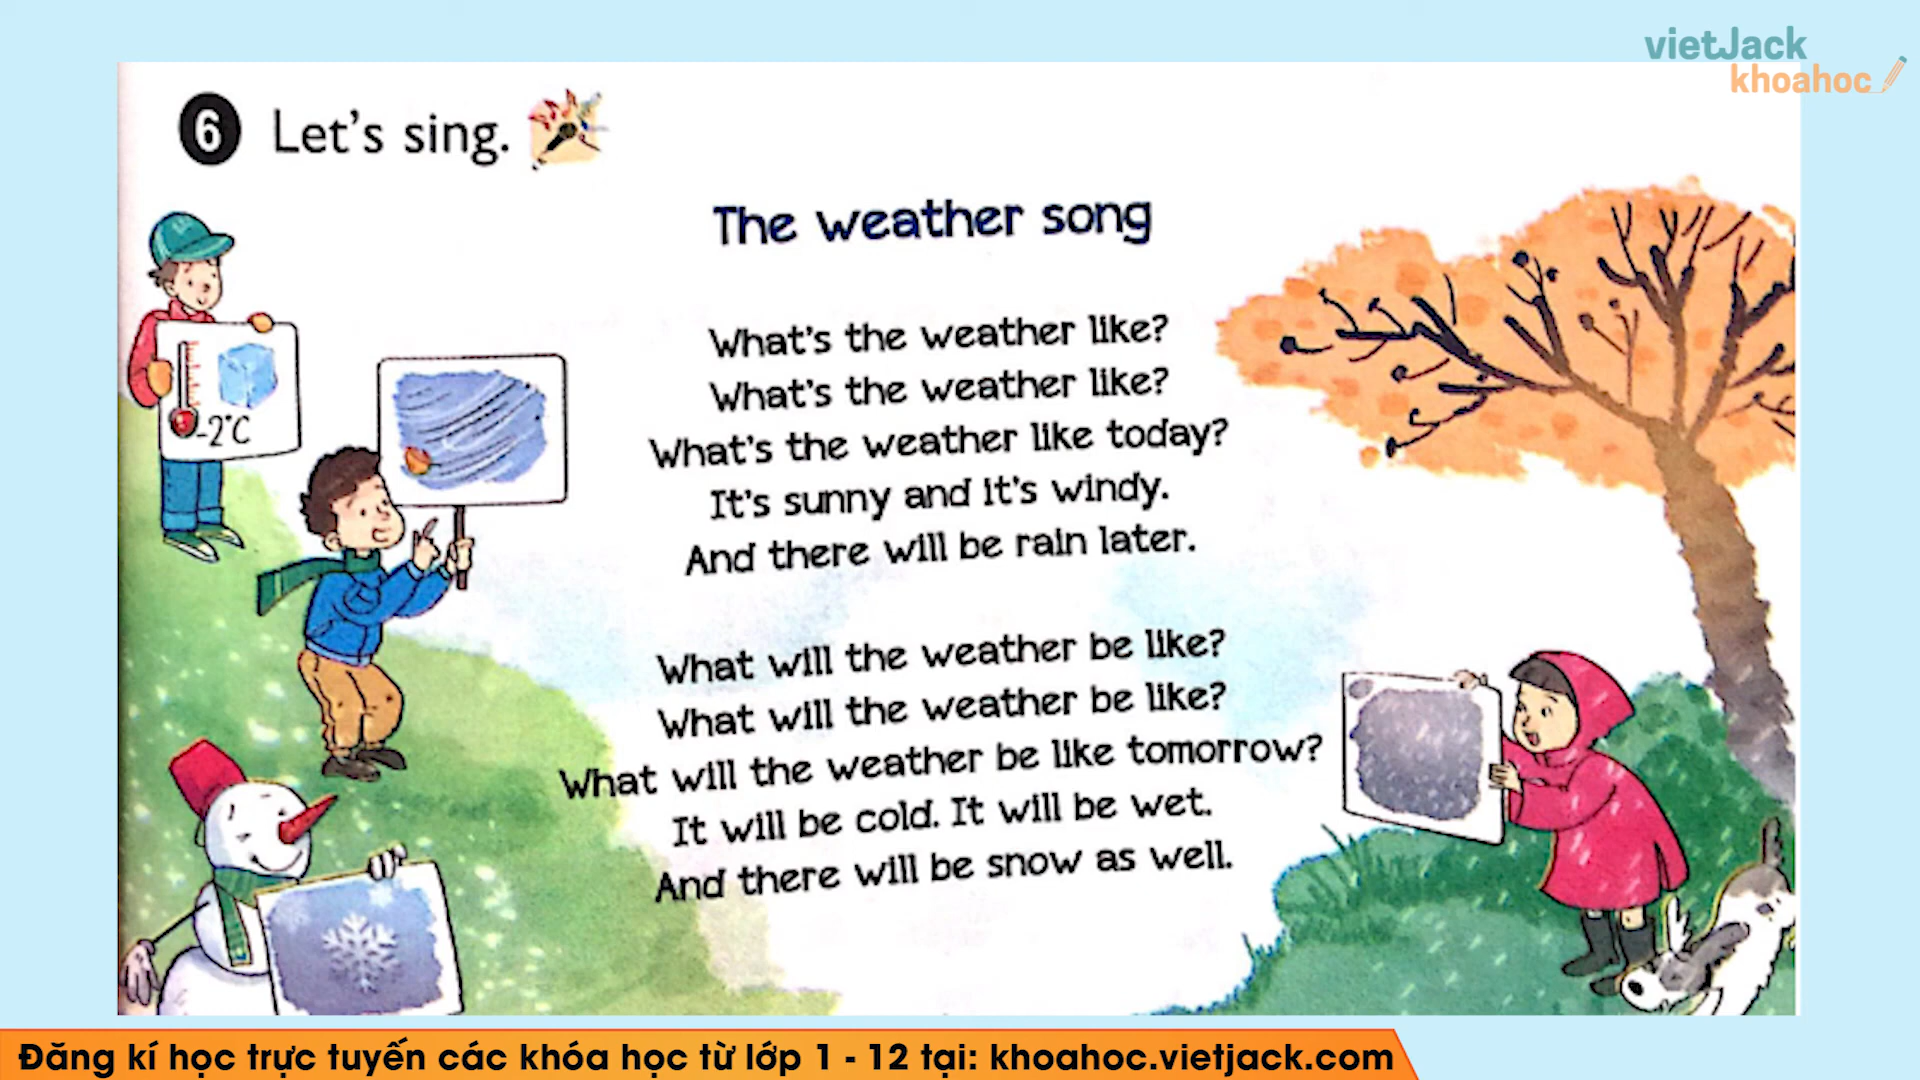 vietJack
khoahoc
6 Let's sing.
The weather song
What's the weather like?
What's the weather like?
What's the weather like today?
It's sunny and it's windy.
And there will be rain later.
What will the weather be like?
What will the weather be like?
What will the weather be like tomorrow?
It will be cold. It will be wet.
And there will be snow as well.
-2°C
Đăng kí học trực tuyến các khóa học từ lớp 1 - 12 tại: khoahoc.vietjack.com